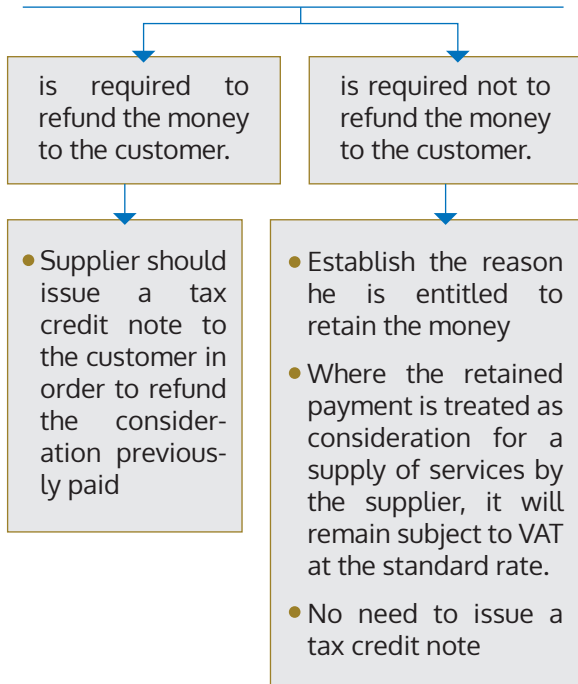 is required to
refund the money
to the customer.
is required not to
refund the money
to the customer.
• Supplier should
issue a tax
credit note to
the customer in
order to refund
the consider-
ation previous-
ly paid
• Establish the reason
he is entitled to
retain the money
• Where the retained
payment is treated as
consideration for a
supply of services by
the supplier, it will
remain subject to VAT
at the standard rate.
• No need to issue a
tax credit note